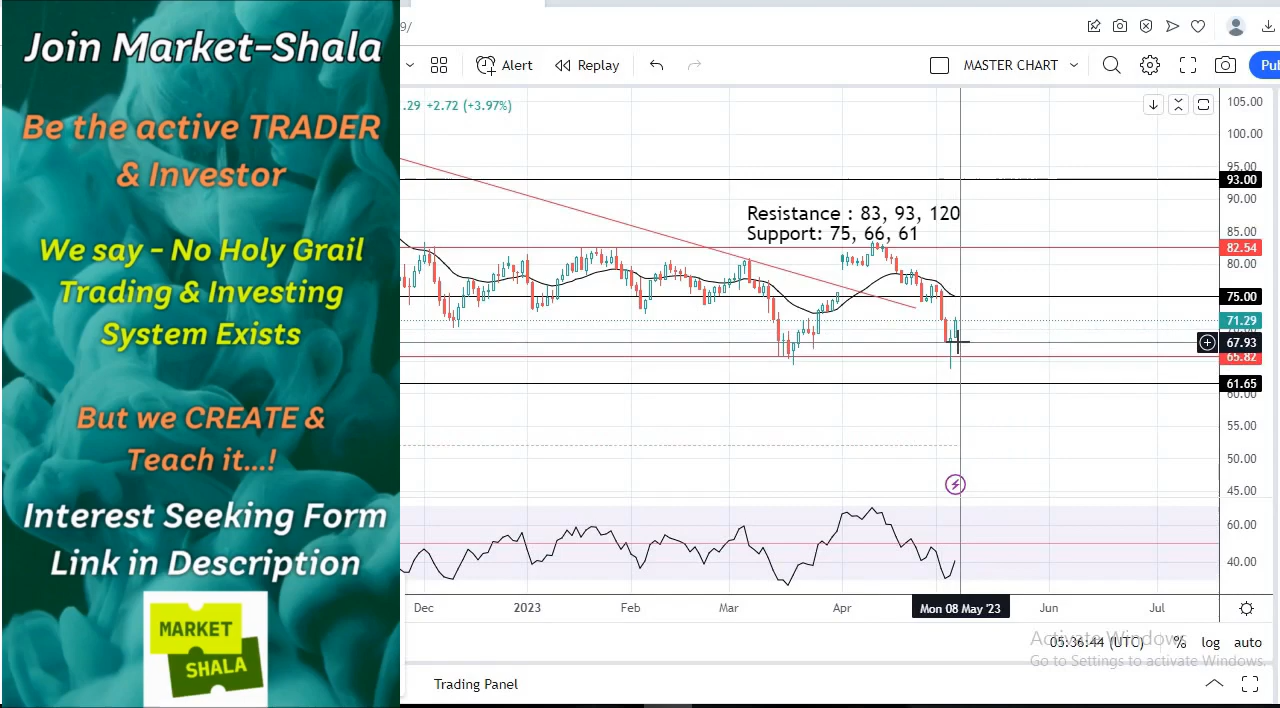 Join Market-Shala
Be the active TRADER
& Investor
We say - No Holy Grail
Trading & Investing
System Exists
But we CREATE &
Teach it...!
Interest Seeking Form
Link in Description
MARKET
SHALA
9/
Alert
Replay
MASTER CHART
Pu
.29 +2.72 (+3.97%)
Resistance : 83, 93, 120
Support: 75, 66, 61
105.00
100.00
95.00
93.00
90.00
85.00
82.54
80.00
75.00
71.29
67.93
65.82
61.65
60.00
55.00
50.00
45.00
60.00
40.00
Dec
2023
Feb
Mar
Apr
Mon 08 May '23
Jun
Jul
05:36:44 (UTC)
%
log
auto
Activate Windows
Go to Settings to activate Windows.
Trading Panel